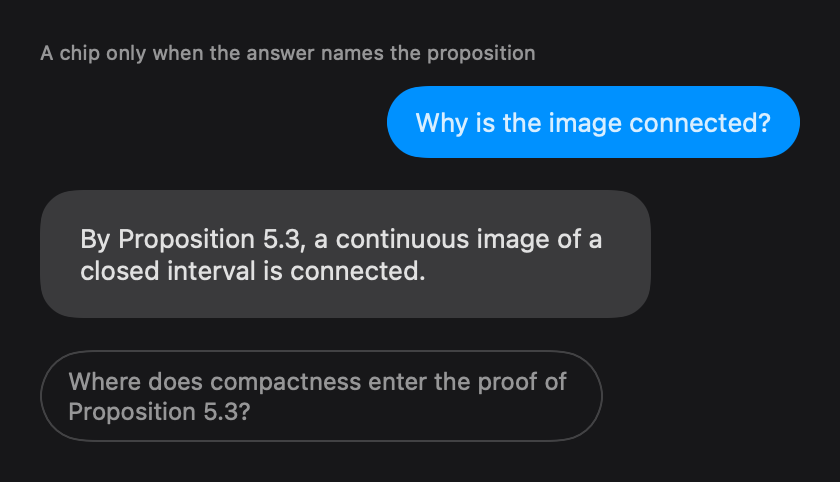 A chip only when the answer names the proposition
Why is the image connected?
By Proposition 5.3, a continuous image of a
closed interval is connected.
Where does compactness enter the proof of
Proposition 5.3?